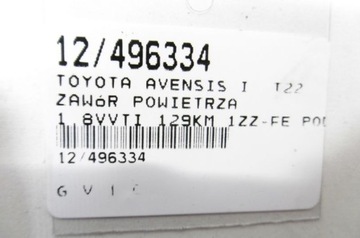 12/496334
TOYOTA AVENSIS I T22
ZAWóR POWIETRZA
1.8VVTI 129KM 1ZZ-FE
12/496334
G V I